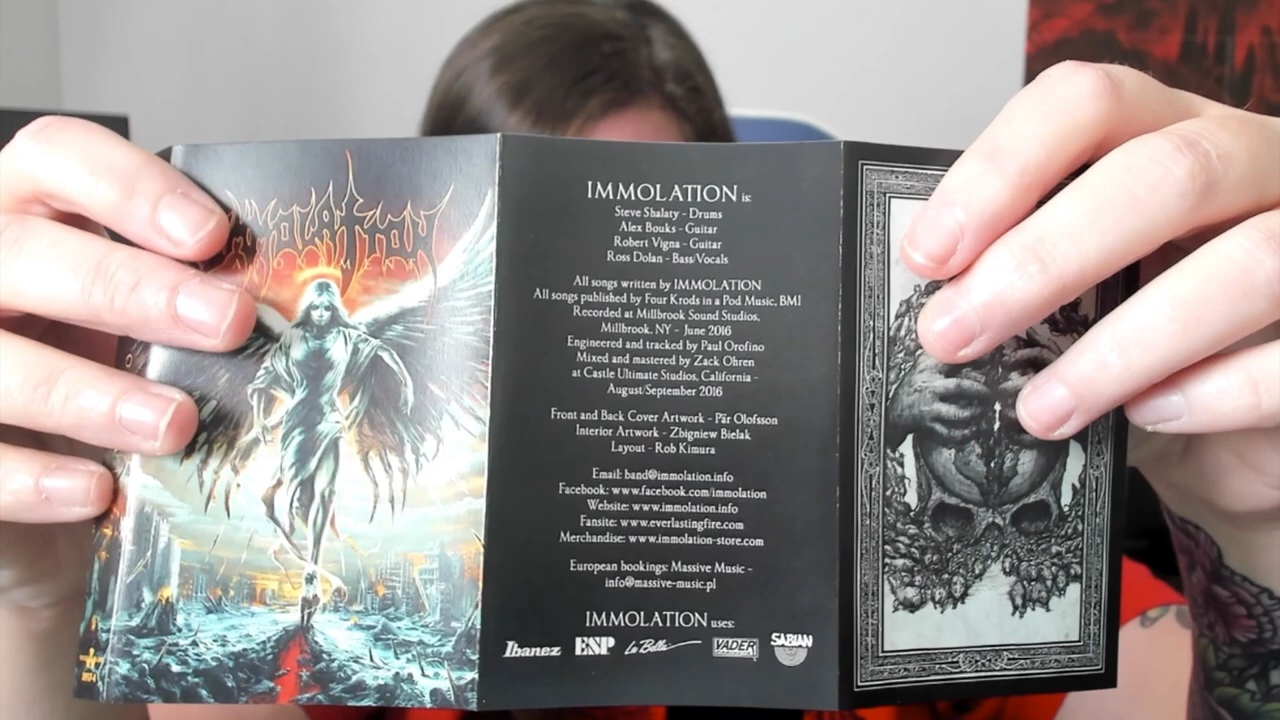 IMMOLATION is:
Steve Shalaty - Drums
Alex Bouks - Guitar
Robert Vigna - Guitar
Ross Dolan - Bass/Vocals
All songs written by IMMOLATION
All songs published by Four Krods in a Pod Music, BMI
Recorded at Millbrook Sound Studios,
Millbrook, NY - June 2016
Engineered and tracked by Paul Orofino
Mixed and mastered by Zack Ohren
at Castle Ultimate Studios, California -
August/September 2016
Front and Back Cover Artwork - Pär Olofsson
Interior Artwork - Zbigniew Bielak
Layout - Rob Kimura
Email: band@immolation.info
Facebook: www.facebook.com/immolation
Website: www.immolation.info
Fansite: www.everlastingfire.com
Merchandise: www.immolation-store.com
European bookings: Massive Music -
info@massive-music.pl
IMMOLATION uses:
Ibanez ESP La Bella VADER SABIAN